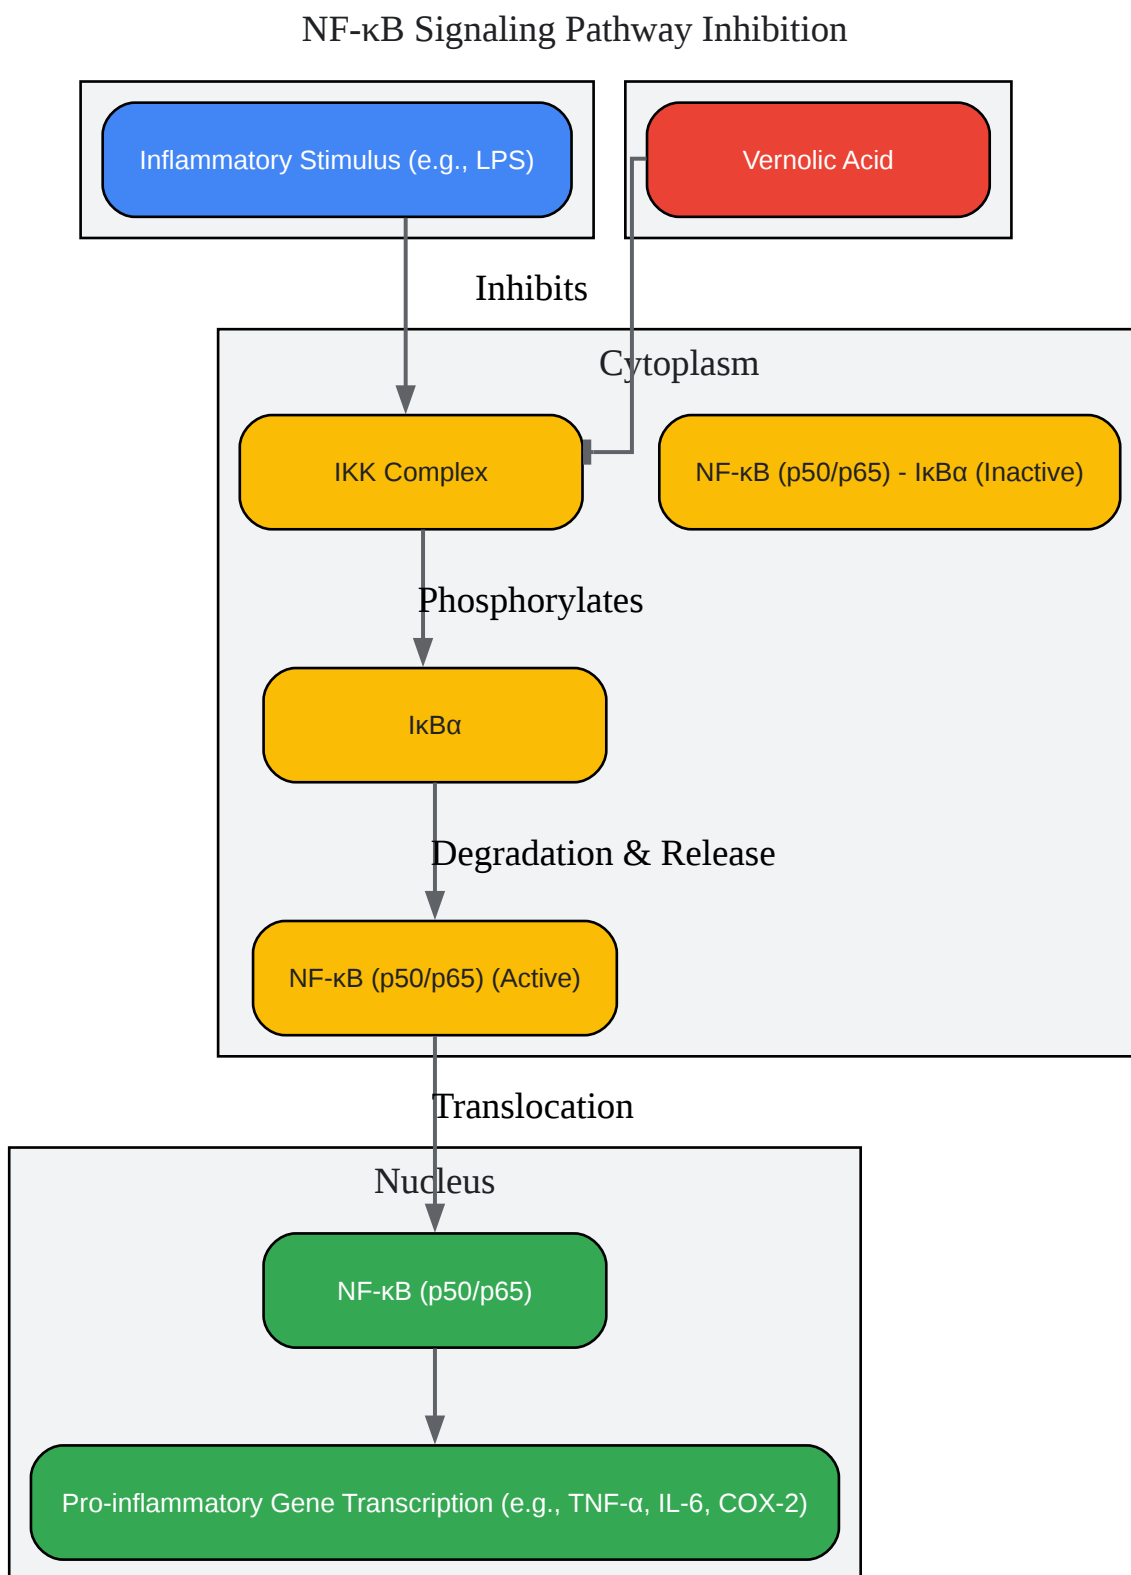 NF-κB Signaling Pathway Inhibition
Inflammatory Stimulus (e.g., LPS)
Vernolic Acid
Inhibits
Cytoplasm
IKK Complex
NF-κB (p50/p65) - IκBα (Inactive)
Phosphorylates
IκBα
Degradation & Release
NF-κB (p50/p65) (Active)
Translocation
Nucleus
NF-κB (p50/p65)
Pro-inflammatory Gene Transcription (e.g., TNF-α, IL-6, COX-2)